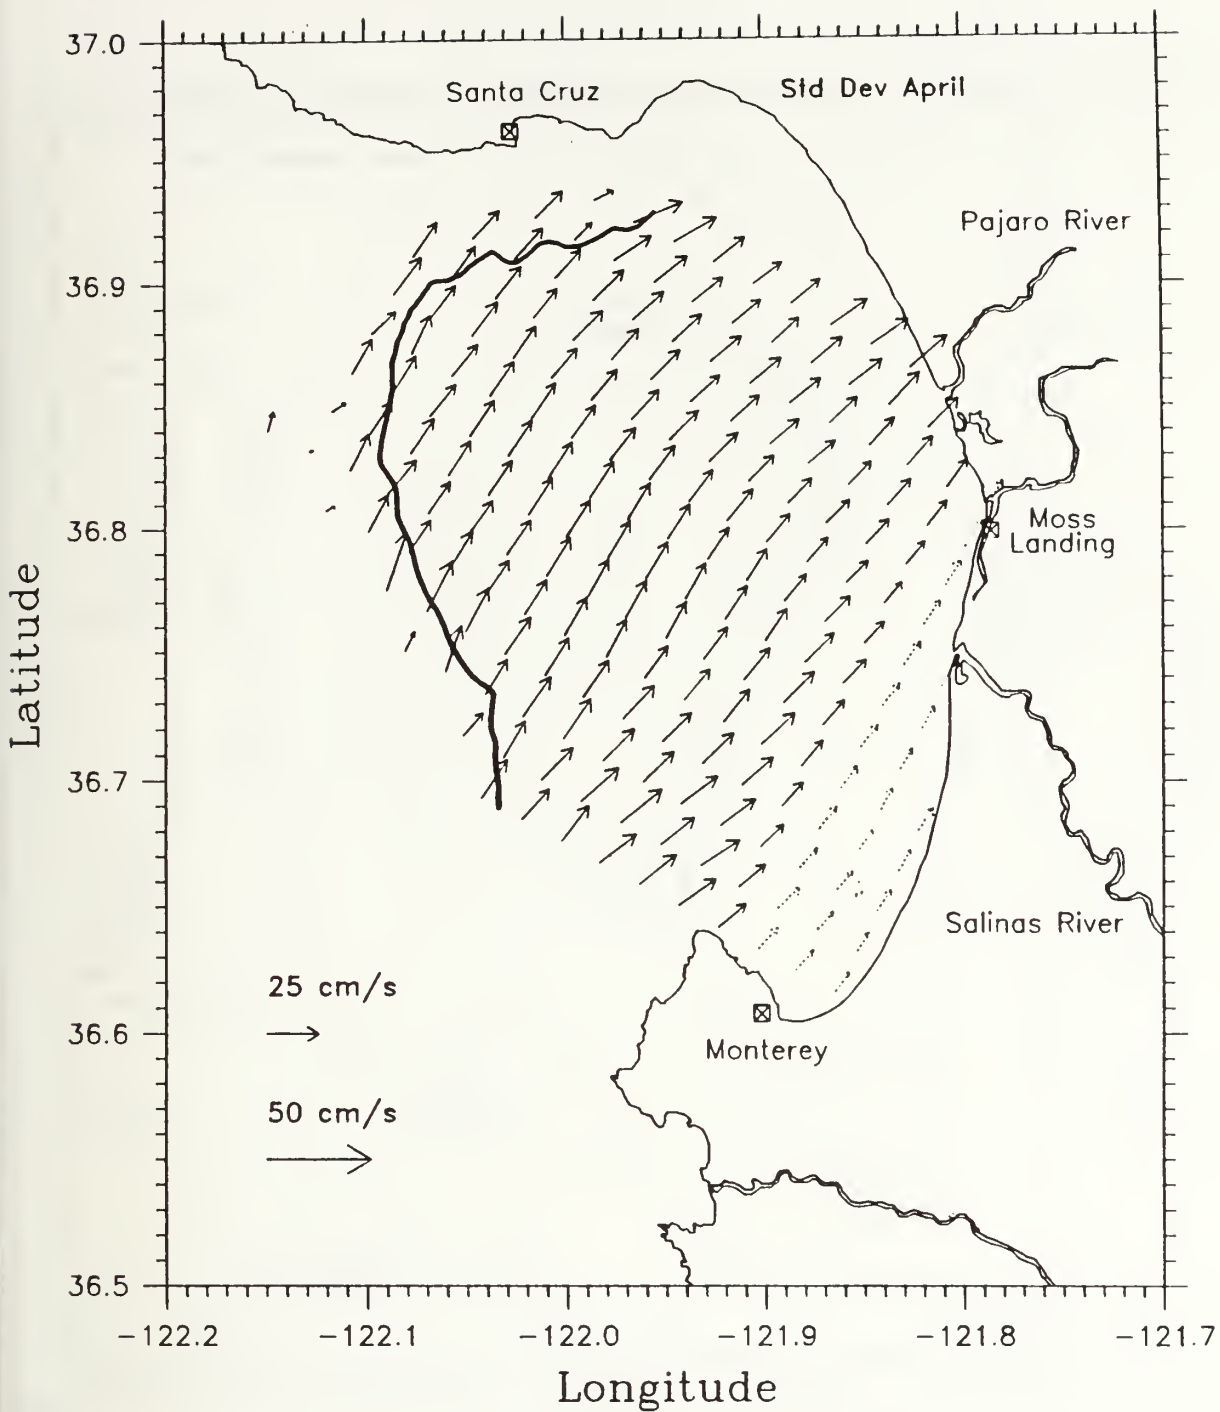 37.0
Santa Cruz
Std Dev April
Pajaro River
36.9
36.8
Moss
Landing
Latitude
36.7
Salinas River
25 cm/s
36.6
Monterey
50 cm/s
36.5
-122.2
-122.1
-122.0
-121.9
-121.8
-121.7
Longitude